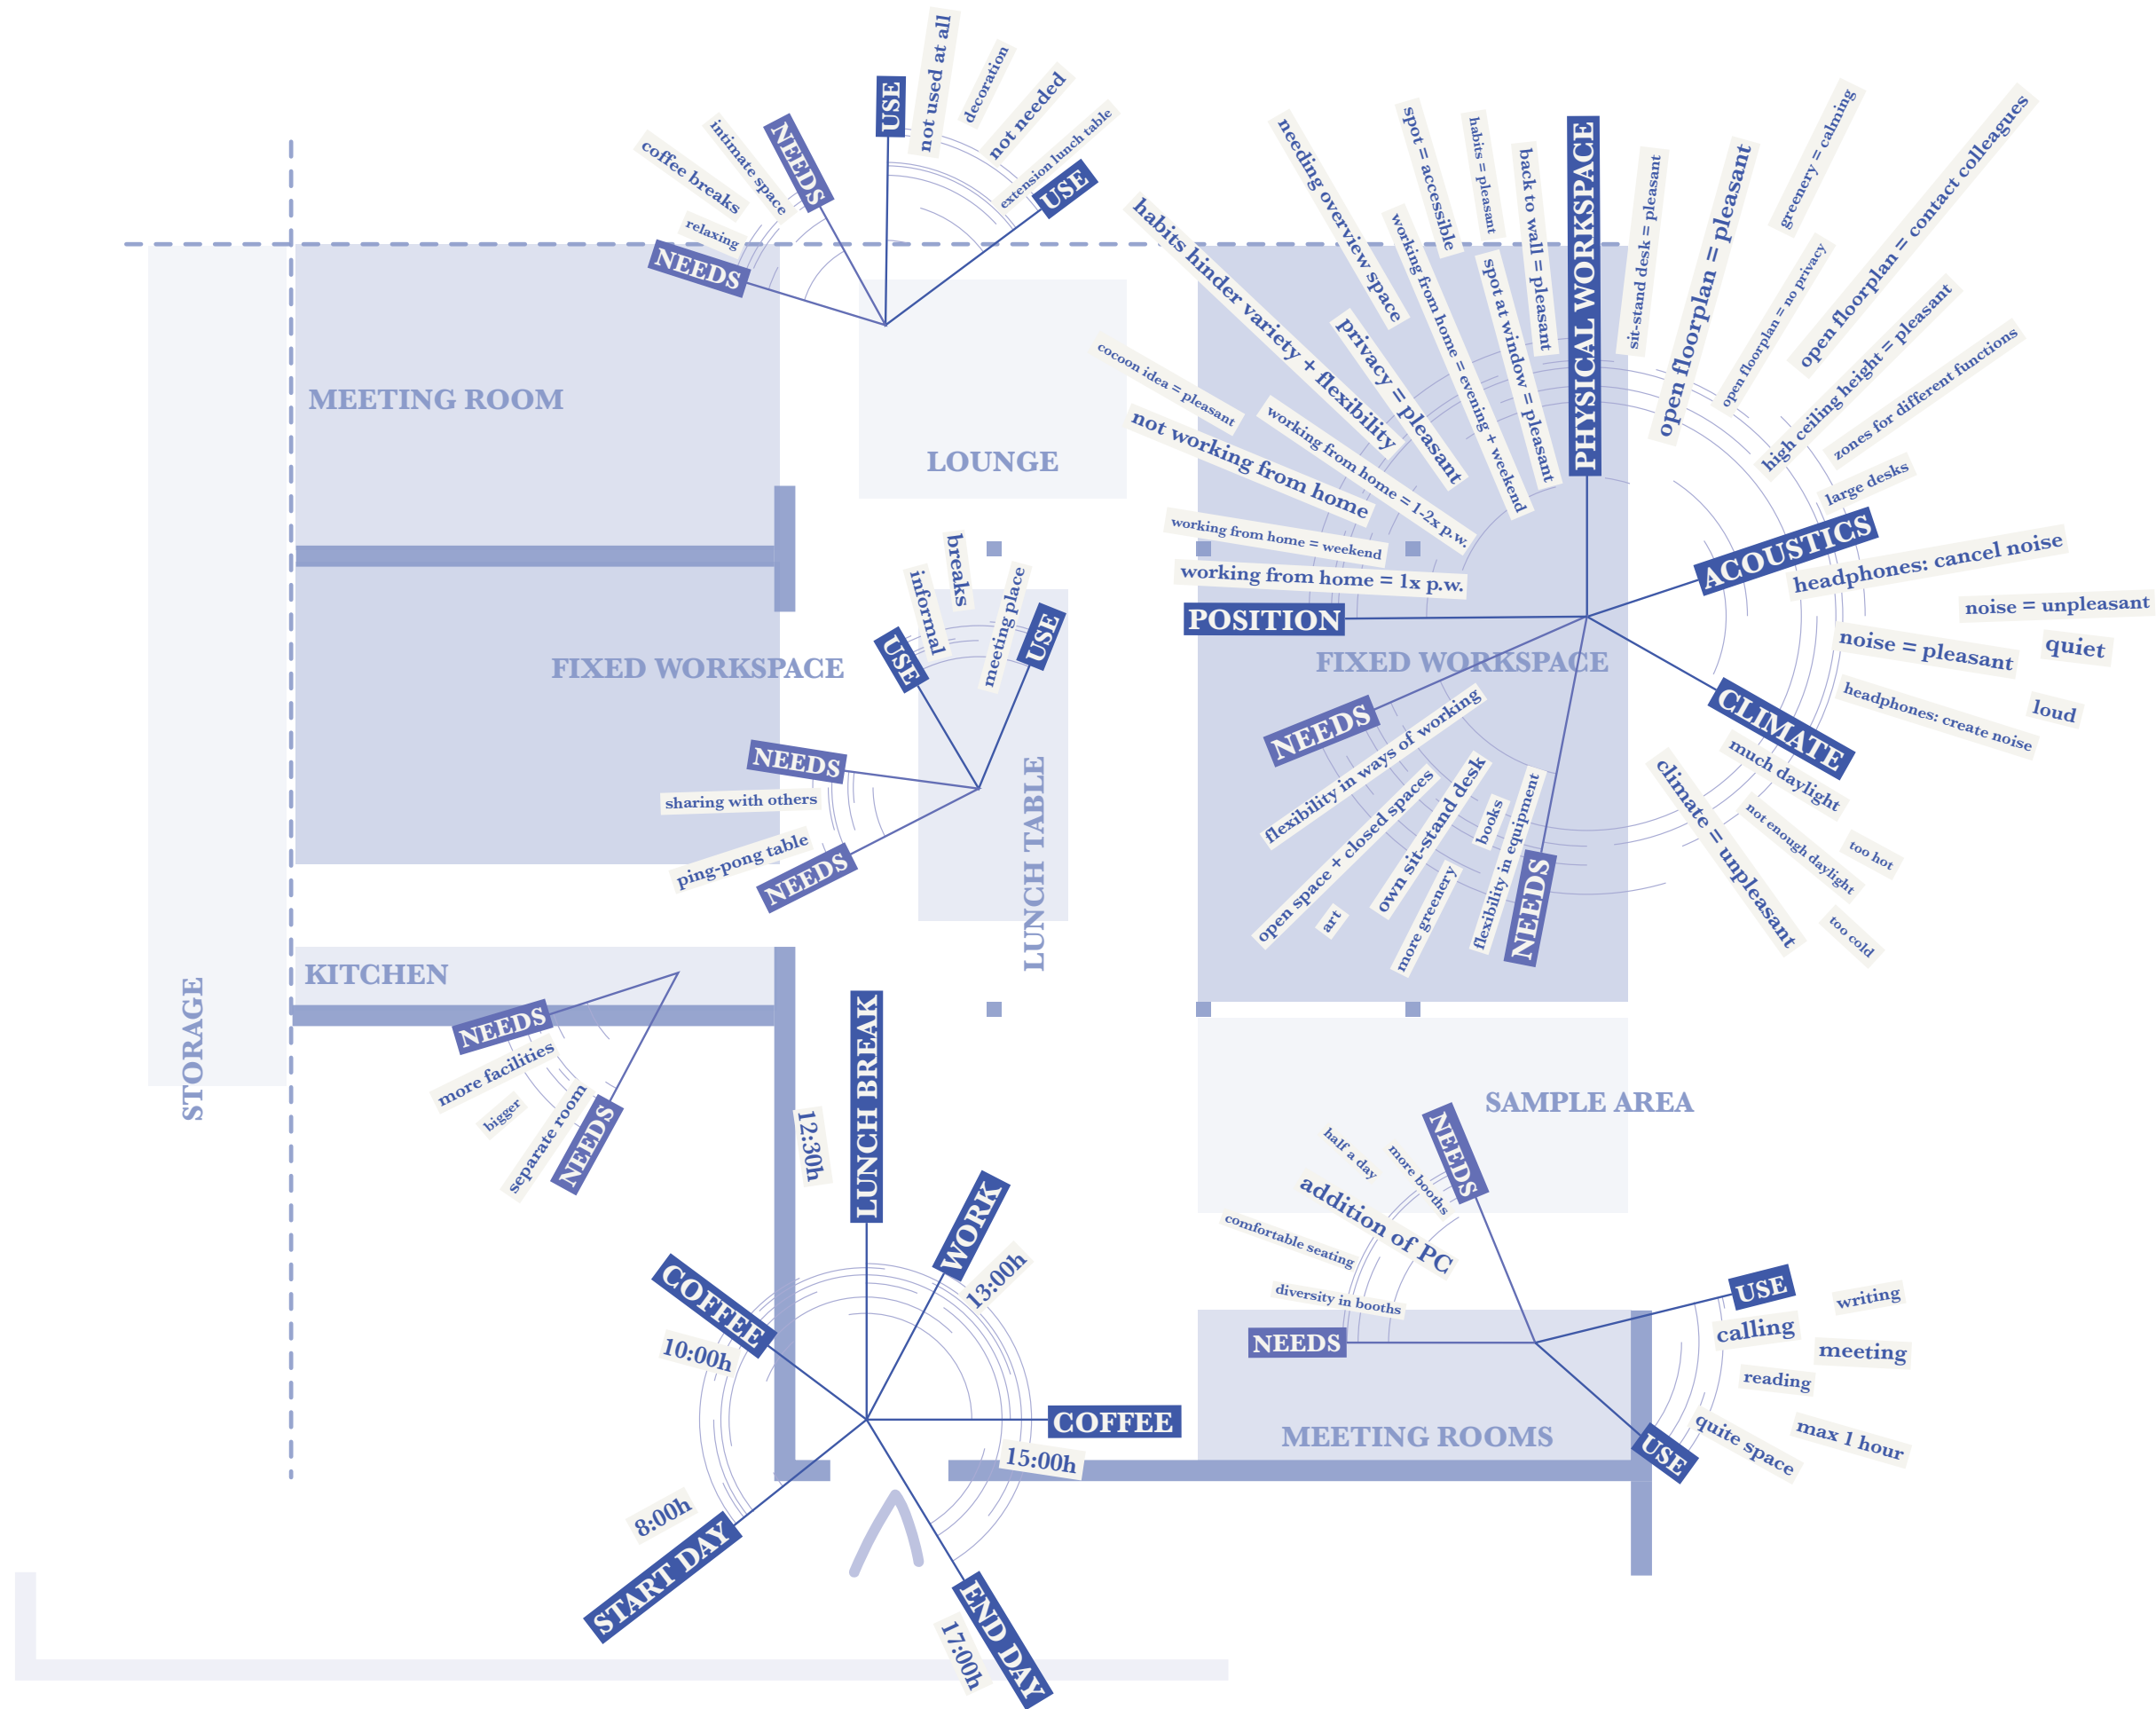 USE
not used at all
decoration
not needed
extension lunch table
USE
NEEDS
intimate space
coffee breaks
relaxing
NEEDS
MEETING ROOM
LOUNGE
needing overview space
spot = accessible
habits = pleasant
back to wall = pleasant
PHYSICAL WORKSPACE
sit-stand desk = pleasant
open floorplan = pleasant
greenery = calming
open floorplan = no privacy
open floorplan = contact colleagues
high ceiling height = pleasant
zones for different functions
large desks
habits hinder variety + flexibility
privacy = pleasant
working from home = evening + weekend
spot at window = pleasant
cocoon idea = pleasant
not working from home
working from home = 1-2x p.w.
working from home = weekend
working from home = 1x p.w.
POSITION
ACOUSTICS
headphones: cancel noise
noise = unpleasant
noise = pleasant
quiet
headphones: create noise
loud
CLIMATE
much daylight
not enough daylight
too hot
climate = unpleasant
too cold
FIXED WORKSPACE
NEEDS
flexibility in ways of working
open space + closed spaces
art
own sit-stand desk
more greenery
books
flexibility in equipment
NEEDS
FIXED WORKSPACE
USE
informal
breaks
meeting place
USE
NEEDS
sharing with others
ping-pong table
NEEDS
LUNCH TABLE
KITCHEN
STORAGE
NEEDS
more facilities
bigger
separate room
NEEDS
LUNCH BREAK
12:30h
WORK
13:00h
COFFEE
10:00h
COFFEE
15:00h
8:00h
START DAY
END DAY
17:00h
SAMPLE AREA
NEEDS
half a day
more booths
addition of PC
comfortable seating
diversity in booths
NEEDS
MEETING ROOMS
USE
writing
calling
meeting
reading
quite space
max 1 hour
USE